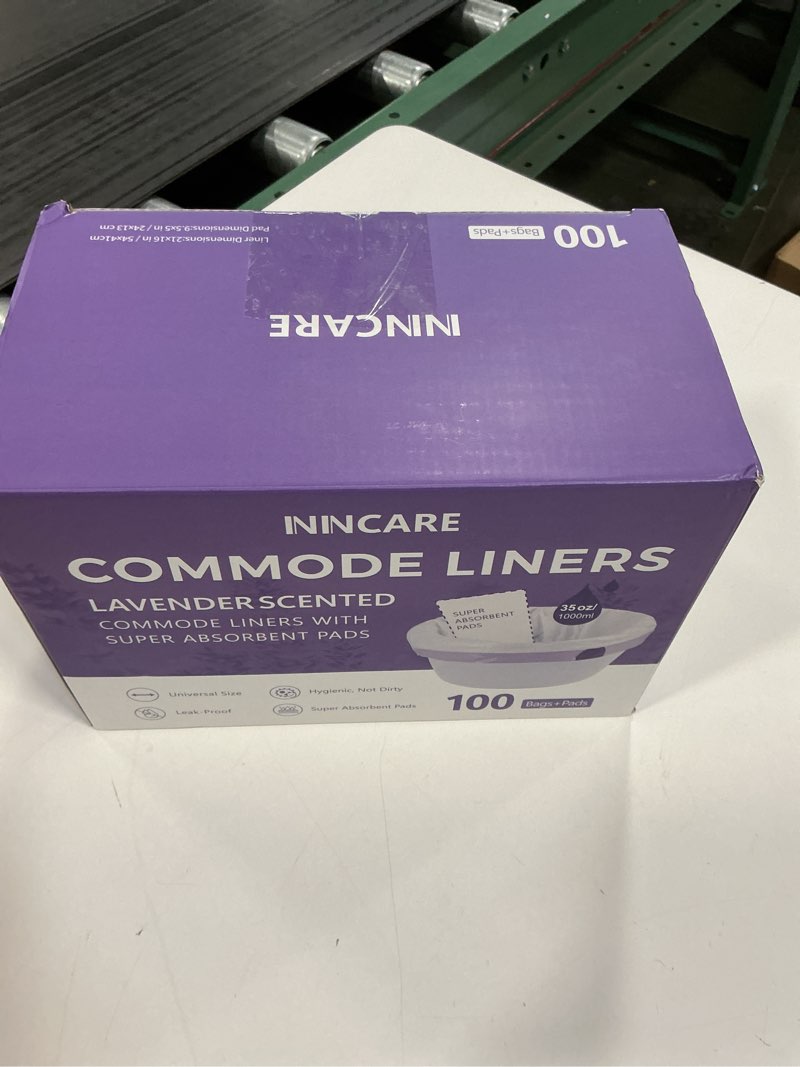 Liner Dimensions:21x16 in / 54x41cm
Pad Dimensions:9.5x5 in / 24x13 cm
100 Bags+Pads
ININCARE
ININCARE
COMMODE LINERS
LAVENDER SCENTED
COMMODE LINERS WITH
SUPER ABSORBENT PADS
SUPER
ABSORBENT
PADS
35 oz/
1000ml
Universal Size
Hygienic, Not Dirty
Leak-Proof
Super Absorbent Pads
100 Bags+Pads